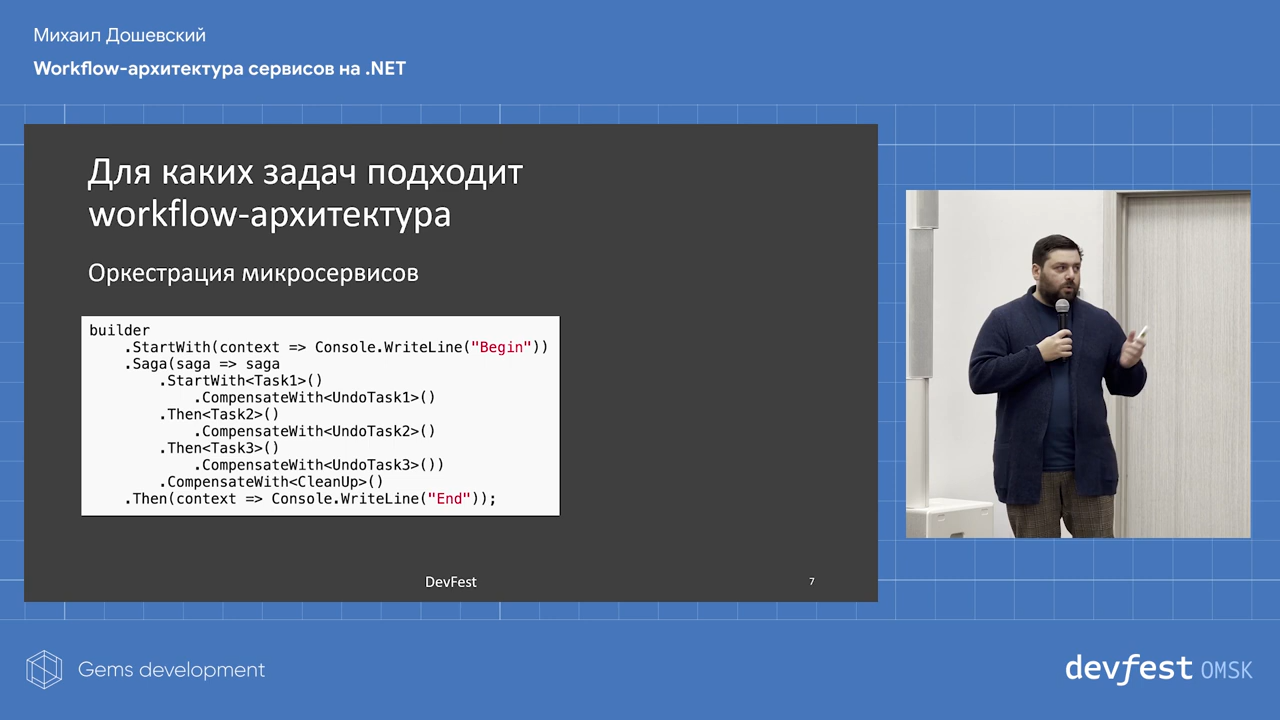 Михаил Дошевский
Workflow-архитектура сервисов на .NET
Для каких задач подходит
workflow-архитектура
Оркестрация микросервисов
builder
    .StartWith(context => Console.WriteLine("Begin"))
    .Saga(saga => saga
        .StartWith<Task1>()
            .CompensateWith<UndoTask1>()
        .Then<Task2>()
            .CompensateWith<UndoTask2>()
        .Then<Task3>()
            .CompensateWith<UndoTask3>())
        .CompensateWith<CleanUp>()
    .Then(context => Console.WriteLine("End"));
DevFest
7
Gems development
devfest OMSK